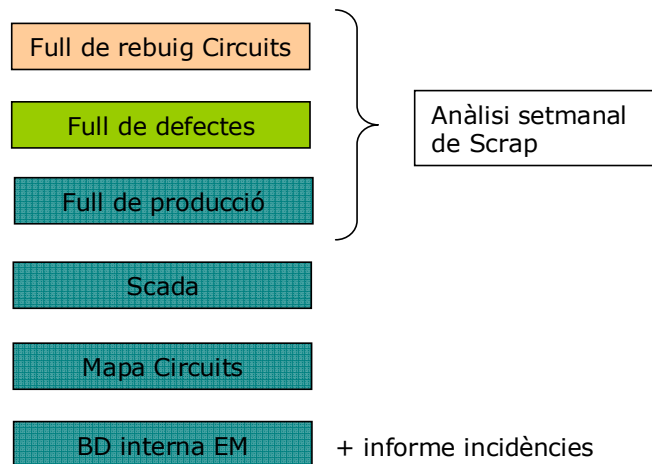 Full de rebuig Circuits
Full de defectes
Anàlisi setmanal
de Scrap
Full de producció
Scada
Mapa Circuits
BD interna EM
+ informe incidències